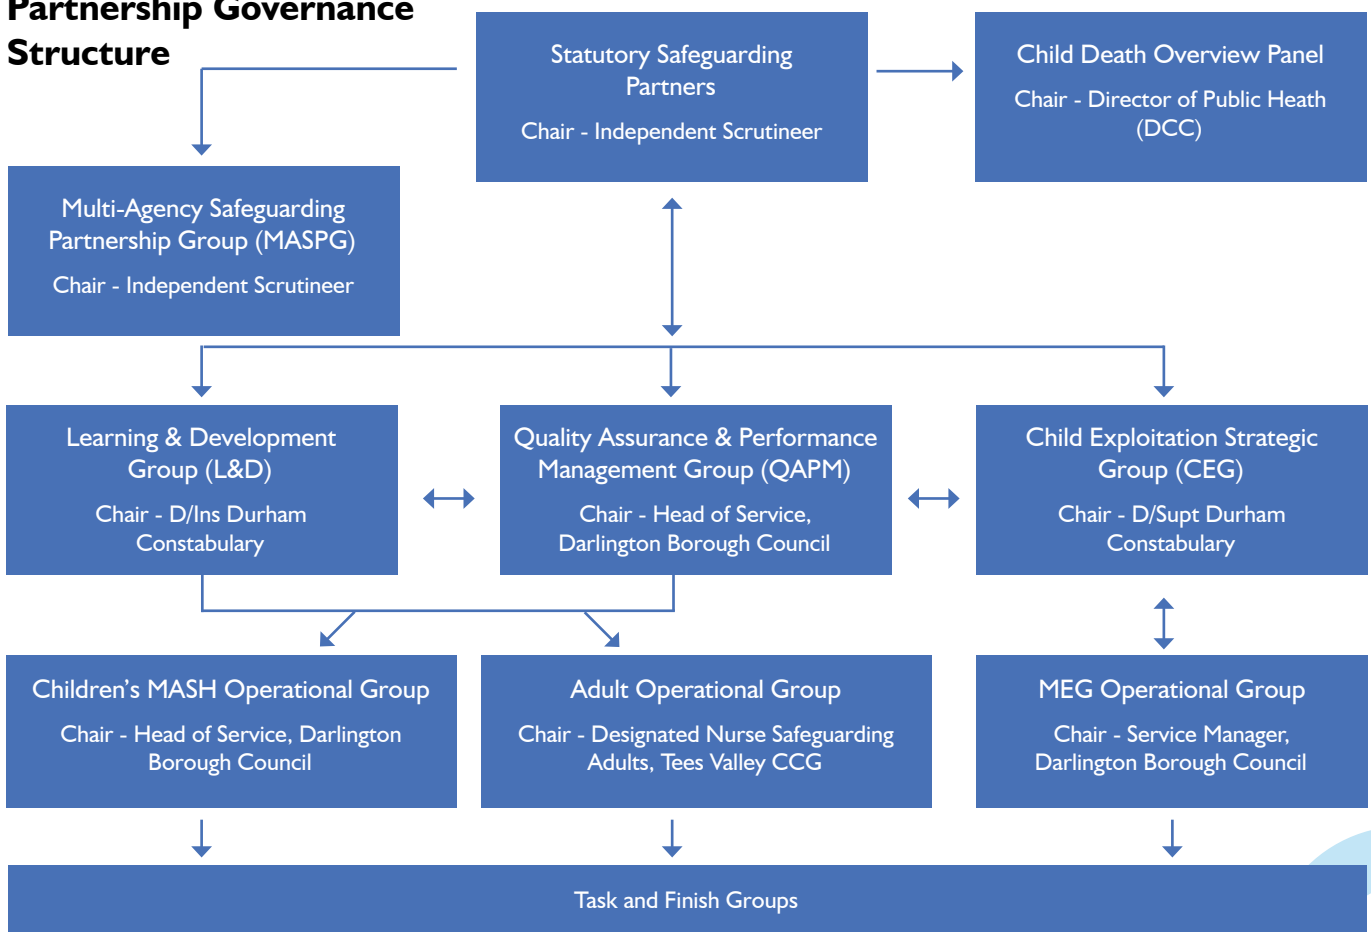 Partnership Governance
Structure
Statutory Safeguarding
Partners
Chair - Independent Scrutineer
Child Death Overview Panel
Chair - Director of Public Heath
(DCC)
Multi-Agency Safeguarding
Partnership Group (MASPG)
Chair - Independent Scrutineer
Learning & Development
Group (L&D)
Chair - D/Ins Durham
Constabulary
Quality Assurance & Performance
Management Group (QAPM)
Chair - Head of Service,
Darlington Borough Council
Child Exploitation Strategic
Group (CEG)
Chair - D/Supt Durham
Constabulary
Children’s MASH Operational Group
Chair - Head of Service, Darlington
Borough Council
Adult Operational Group
Chair - Designated Nurse Safeguarding
Adults, Tees Valley CCG
MEG Operational Group
Chair - Service Manager,
Darlington Borough Council
Task and Finish Groups